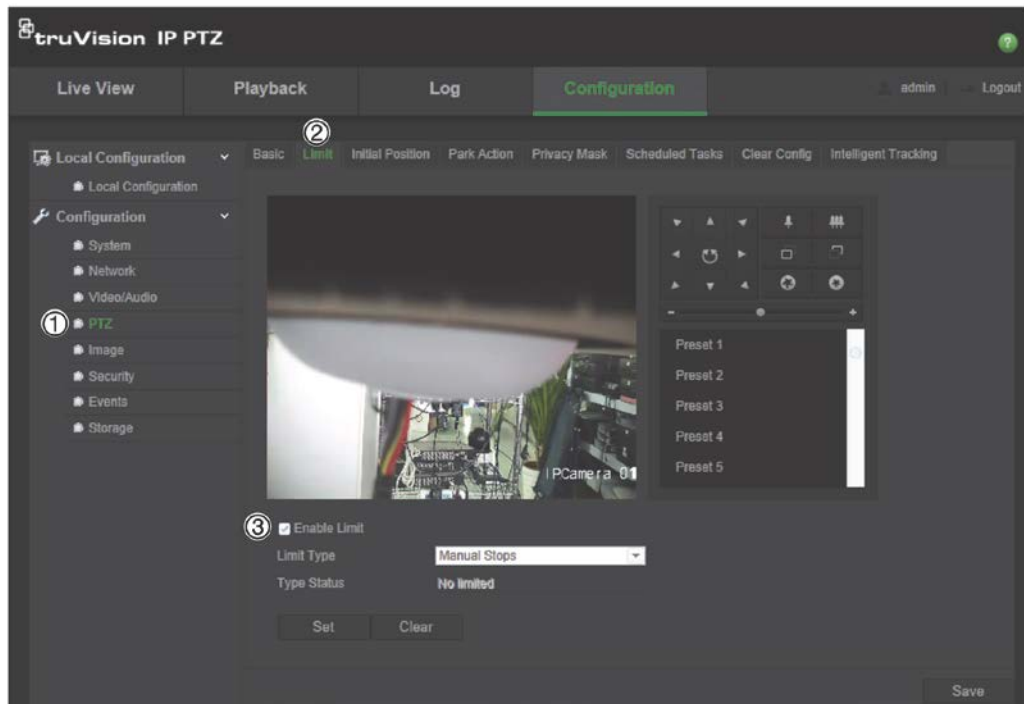 truVision IP PTZ
?
Live View Playback Log Configuration admin Logout
②
Local Configuration Basic Limit Initial Position Park Action Privacy Mask Scheduled Tasks Clear Config Intelligent Tracking
Local Configuration
Configuration
System
Network
Video/Audio
① PTZ
Image
Security
Events
Storage
Preset 1
Preset 2
Preset 3
Preset 4
Preset 5
IPCamera 01
③ Enable Limit
Limit Type Manual Stops
Type Status No limited
Set Clear
Save